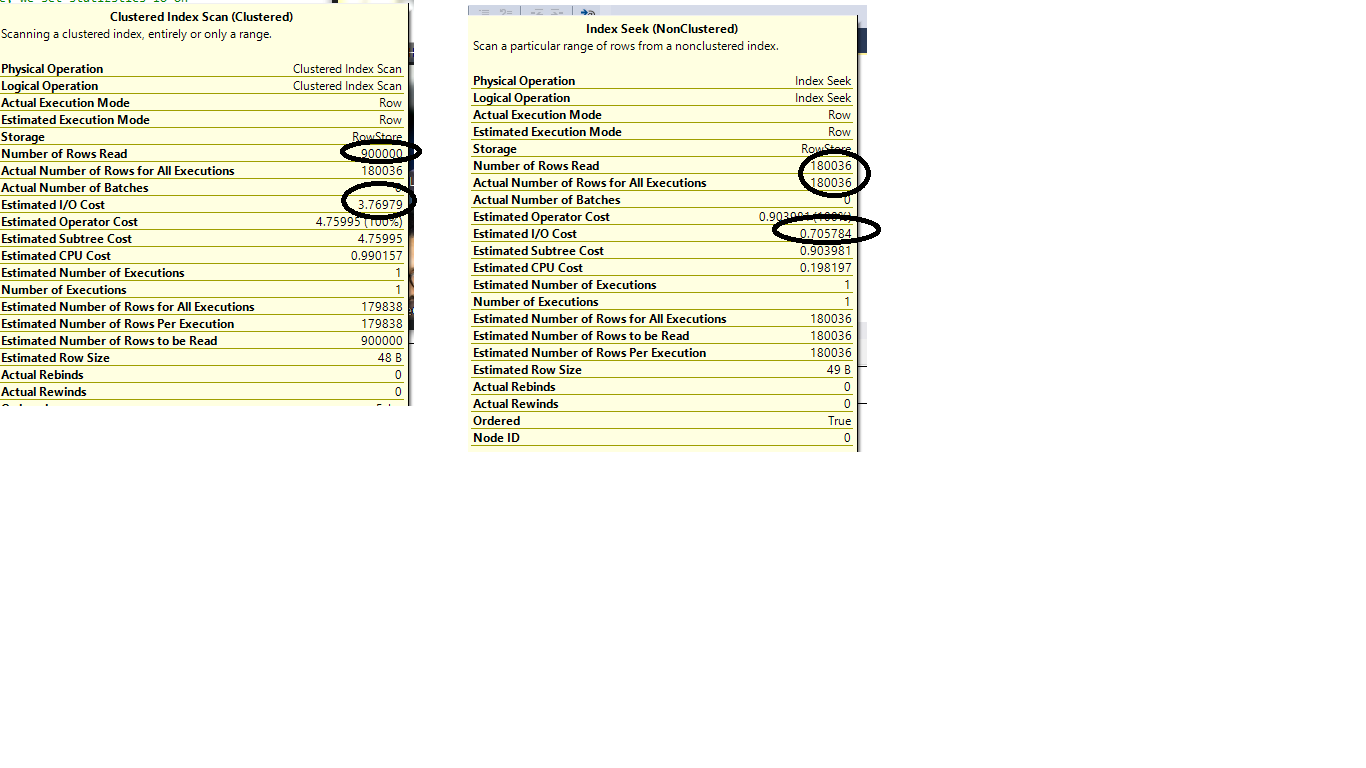 e, we set statistics io on
Clustered Index Scan (Clustered)
Scanning a clustered index, entirely or only a range.
Physical Operation Clustered Index Scan
Logical Operation Clustered Index Scan
Actual Execution Mode Row
Estimated Execution Mode Row
Storage RowStore
Number of Rows Read 900000
Actual Number of Rows for All Executions 180036
Actual Number of Batches
Estimated I/O Cost 3.76979
Estimated Operator Cost 4.75995 (100%)
Estimated Subtree Cost 4.75995
Estimated CPU Cost 0.990157
Estimated Number of Executions 1
Number of Executions 1
Estimated Number of Rows for All Executions 179838
Estimated Number of Rows Per Execution 179838
Estimated Number of Rows to be Read 900000
Estimated Row Size 48 B
Actual Rebinds 0
Actual Rewinds 0
Index Seek (NonClustered)
Scan a particular range of rows from a nonclustered index.
Physical Operation Index Seek
Logical Operation Index Seek
Actual Execution Mode Row
Estimated Execution Mode Row
Storage RowStore
Number of Rows Read 180036
Actual Number of Rows for All Executions 180036
Actual Number of Batches 0
Estimated Operator Cost 0.903981 (100%)
Estimated I/O Cost 0.705784
Estimated Subtree Cost 0.903981
Estimated CPU Cost 0.198197
Estimated Number of Executions 1
Number of Executions 1
Estimated Number of Rows for All Executions 180036
Estimated Number of Rows to be Read 180036
Estimated Number of Rows Per Execution 180036
Estimated Row Size 49 B
Actual Rebinds 0
Actual Rewinds 0
Ordered True
Node ID 0